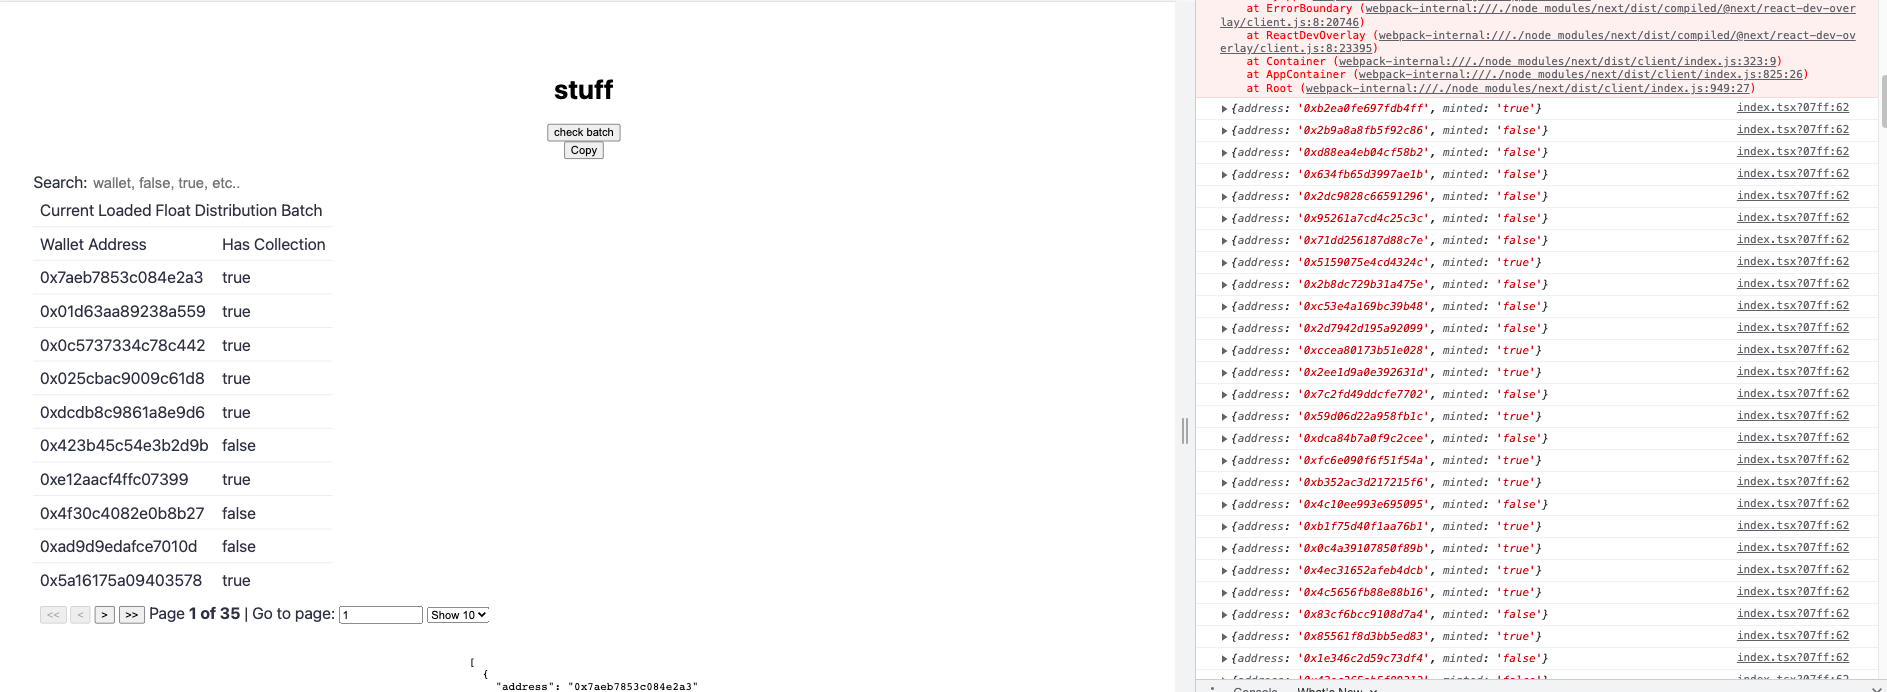 stuff
check batch
Copy
Search: wallet, false, true, etc..
Current Loaded Float Distribution Batch
Wallet Address Has Collection
0x7aeb7853c084e2a3 true
0x01d63aa89238a559 true
0x0c5737334c78c442 true
0x025cbac9009c61d8 true
0xdcdb8c9861a8e9d6 true
0x423b45c54e3b2d9b false
0xe12aacf4ffc07399 true
0x4f30c4082e0b8b27 false
0xad9d9edafce7010d false
0x5a16175a09403578 true
<< < > >> Page 1 of 35 | Go to page: 1 Show 10
[
{
"address": "0x7aeb7853c084e2a3"
at ErrorBoundary (webpack-internal:///./node_modules/next/dist/compiled/@next/react-dev-over
lay/client.js:8:20746)
at ReactDevOverlay (webpack-internal:///./node_modules/next/dist/compiled/@next/react-dev-ov
erlay/client.js:8:23395)
at Container (webpack-internal:///./node_modules/next/dist/client/index.js:323:9)
at AppContainer (webpack-internal:///./node_modules/next/dist/client/index.js:825:26)
at Root (webpack-internal:///./node_modules/next/dist/client/index.js:949:27)
{address: '0xb2ea0fe697fdb4ff', minted: 'true'} index.tsx?07ff:62
{address: '0x2b9a8a8fb5f92c86', minted: 'false'} index.tsx?07ff:62
{address: '0xd88ea4eb04cf58b2', minted: 'false'} index.tsx?07ff:62
{address: '0x634fb65d3997ae1b', minted: 'false'} index.tsx?07ff:62
{address: '0x2dc9828c66591296', minted: 'false'} index.tsx?07ff:62
{address: '0x95261a7cd4c25c3c', minted: 'false'} index.tsx?07ff:62
{address: '0x71dd256187d88c7e', minted: 'false'} index.tsx?07ff:62
{address: '0x5159075e4cd4324c', minted: 'true'} index.tsx?07ff:62
{address: '0x2b8dc729b31a475e', minted: 'false'} index.tsx?07ff:62
{address: '0xc53e4a169bc39b48', minted: 'false'} index.tsx?07ff:62
{address: '0x2d7942d195a92099', minted: 'false'} index.tsx?07ff:62
{address: '0xccea80173b51e028', minted: 'true'} index.tsx?07ff:62
{address: '0x2ee1d9a0e392631d', minted: 'true'} index.tsx?07ff:62
{address: '0x7c2fd49ddcfe7702', minted: 'false'} index.tsx?07ff:62
{address: '0x59d06d22a958fb1c', minted: 'true'} index.tsx?07ff:62
{address: '0xdca84b7a0f9c2cee', minted: 'false'} index.tsx?07ff:62
{address: '0xfc6e090f6f51f54a', minted: 'true'} index.tsx?07ff:62
{address: '0xb352ac3d217215f6', minted: 'true'} index.tsx?07ff:62
{address: '0x4c10ee993e695095', minted: 'false'} index.tsx?07ff:62
{address: '0xb1f75d40f1aa76b1', minted: 'true'} index.tsx?07ff:62
{address: '0x0c4a39107850f89b', minted: 'true'} index.tsx?07ff:62
{address: '0x4ec31652afeb4dcb', minted: 'true'} index.tsx?07ff:62
{address: '0x4c5656fb88e88b16', minted: 'true'} index.tsx?07ff:62
{address: '0x83cf6bcc9108d7a4', minted: 'false'} index.tsx?07ff:62
{address: '0x85561f8d3bb5ed83', minted: 'true'} index.tsx?07ff:62
{address: '0x1e346c2d59c73df4', minted: 'false'} index.tsx?07ff:62
Console What's New